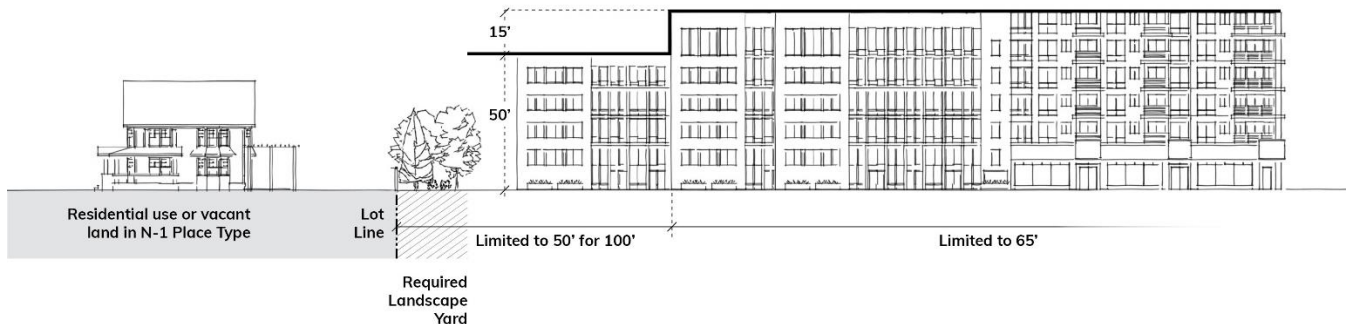 15’
50’
Residential use or vacant
land in N-1 Place Type
Lot
Line
Limited to 50’ for 100’
Limited to 65’
Required
Landscape
Yard